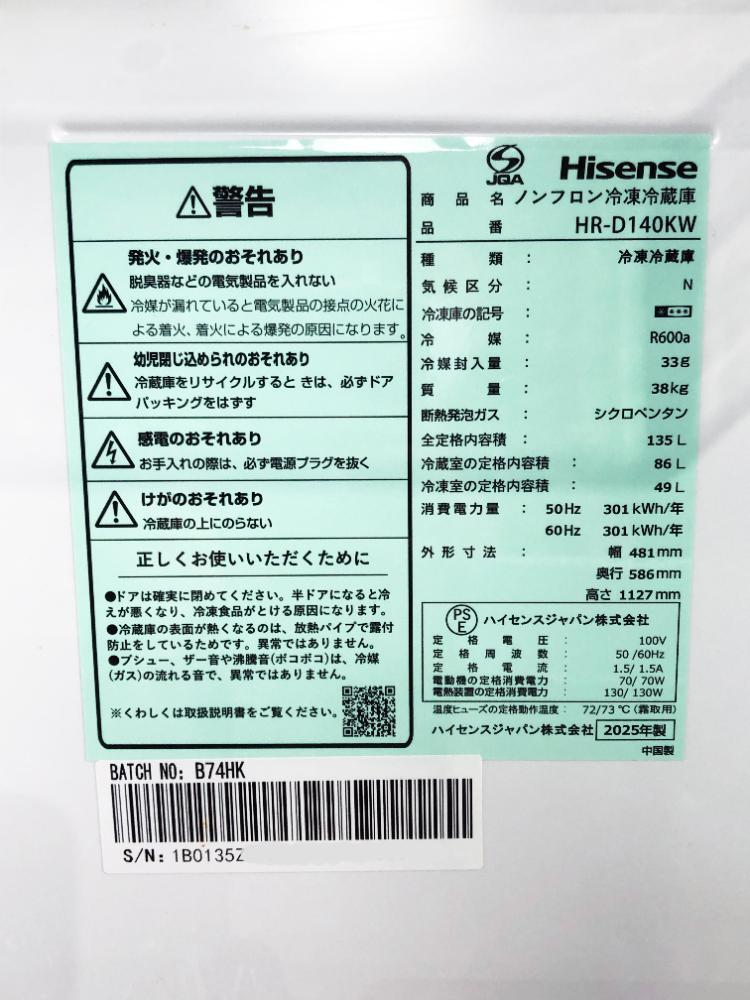 警告
発火・爆発のおそれあり
脱臭器などの電気製品を入れない
冷媒が漏れていると電気製品の接点の火花に
よる着火、着火による爆発の原因になります。
幼児閉じ込められのおそれあり
冷蔵庫をリサイクルするときは、必ずドア
パッキングをはずす
感電のおそれあり
お手入れの際は、必ず電源プラグを抜く
けがのおそれあり
冷蔵庫の上にのらない
正しくお使いいただくために
●ドアは確実に閉めてください。半ドアになると冷
えが悪くなり、冷凍食品がとける原因になります。
●冷蔵庫の表面が熱くなるのは、放熱パイプで露付
防止をしているためです。異常ではありません。
●プシュー、ザー音や沸騰音(ボコボコ)は、冷媒
(ガス)の流れる音で、異常ではありません。
※くわしくは取扱説明書をご覧ください。
JQA Hisense
商品名 ノンフロン冷凍冷蔵庫
品番 HR-D140KW
種類 : 冷凍冷蔵庫
気候区分 : N
冷凍庫の記号 :
冷媒 : R600a
冷媒封入量 : 33g
質量 : 38kg
断熱発泡ガス : シクロペンタン
全定格内容積 : 135 L
冷蔵室の定格内容積 : 86 L
冷凍室の定格内容積 : 49 L
消費電力量 : 50Hz 301 kWh/年
60Hz 301 kWh/年
外形寸法 : 幅 481mm
奥行 586mm
高さ 1127mm
PSE ハイセンスジャパン株式会社
定格電圧 : 100V
定格周波数 : 50 /60Hz
定格電流 : 1.5/ 1.5A
電動機の定格消費電力 : 70/ 70W
電熱装置の定格消費電力 : 130/ 130W
温度ヒューズの定格動作温度 : 72/73 ℃ (霜取用)
ハイセンスジャパン株式会社 2025年製
中国製
BATCH NO: B74HK
S/N: 1B0135Z